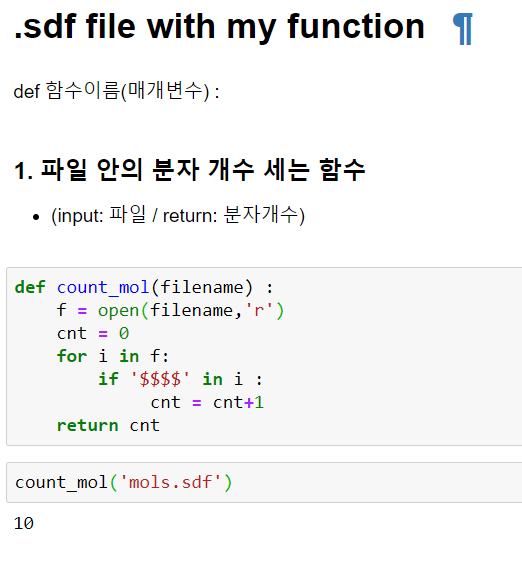 .sdf file with my function ¶
def 함수이름(매개변수) :
1. 파일 안의 분자 개수 세는 함수
• (input: 파일 / return: 분자개수)
def count_mol(filename) :
    f = open(filename,'r')
    cnt = 0
    for i in f:
        if '$$$$' in i :
             cnt = cnt+1
    return cnt
count_mol('mols.sdf')
10